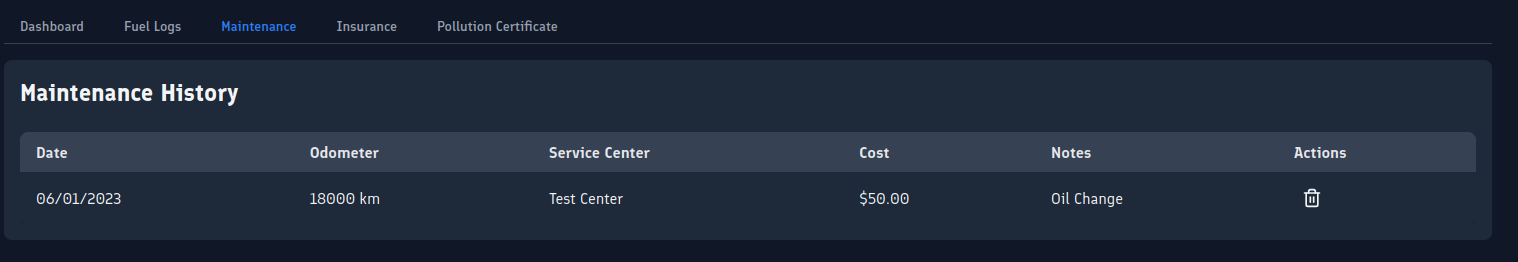 Dashboard Fuel Logs Maintenance Insurance Pollution Certificate
Maintenance History
Date Odometer Service Center Cost Notes Actions
06/01/2023 18000 km Test Center $50.00 Oil Change